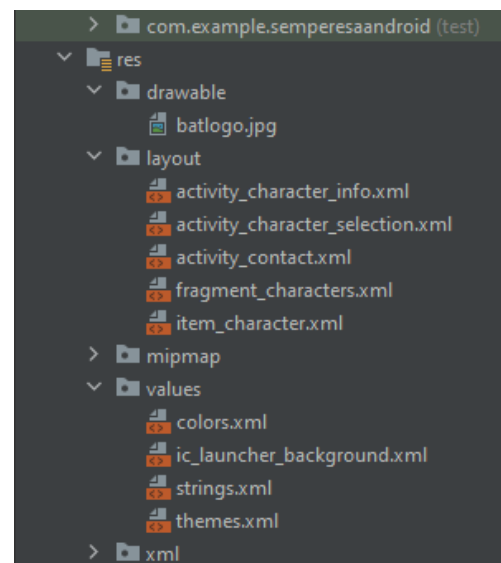 com.example.semperesaandroid (test)
res
drawable
batlogo.jpg
layout
activity_character_info.xml
activity_character_selection.xml
activity_contact.xml
fragment_characters.xml
item_character.xml
mipmap
values
colors.xml
ic_launcher_background.xml
strings.xml
themes.xml
xml